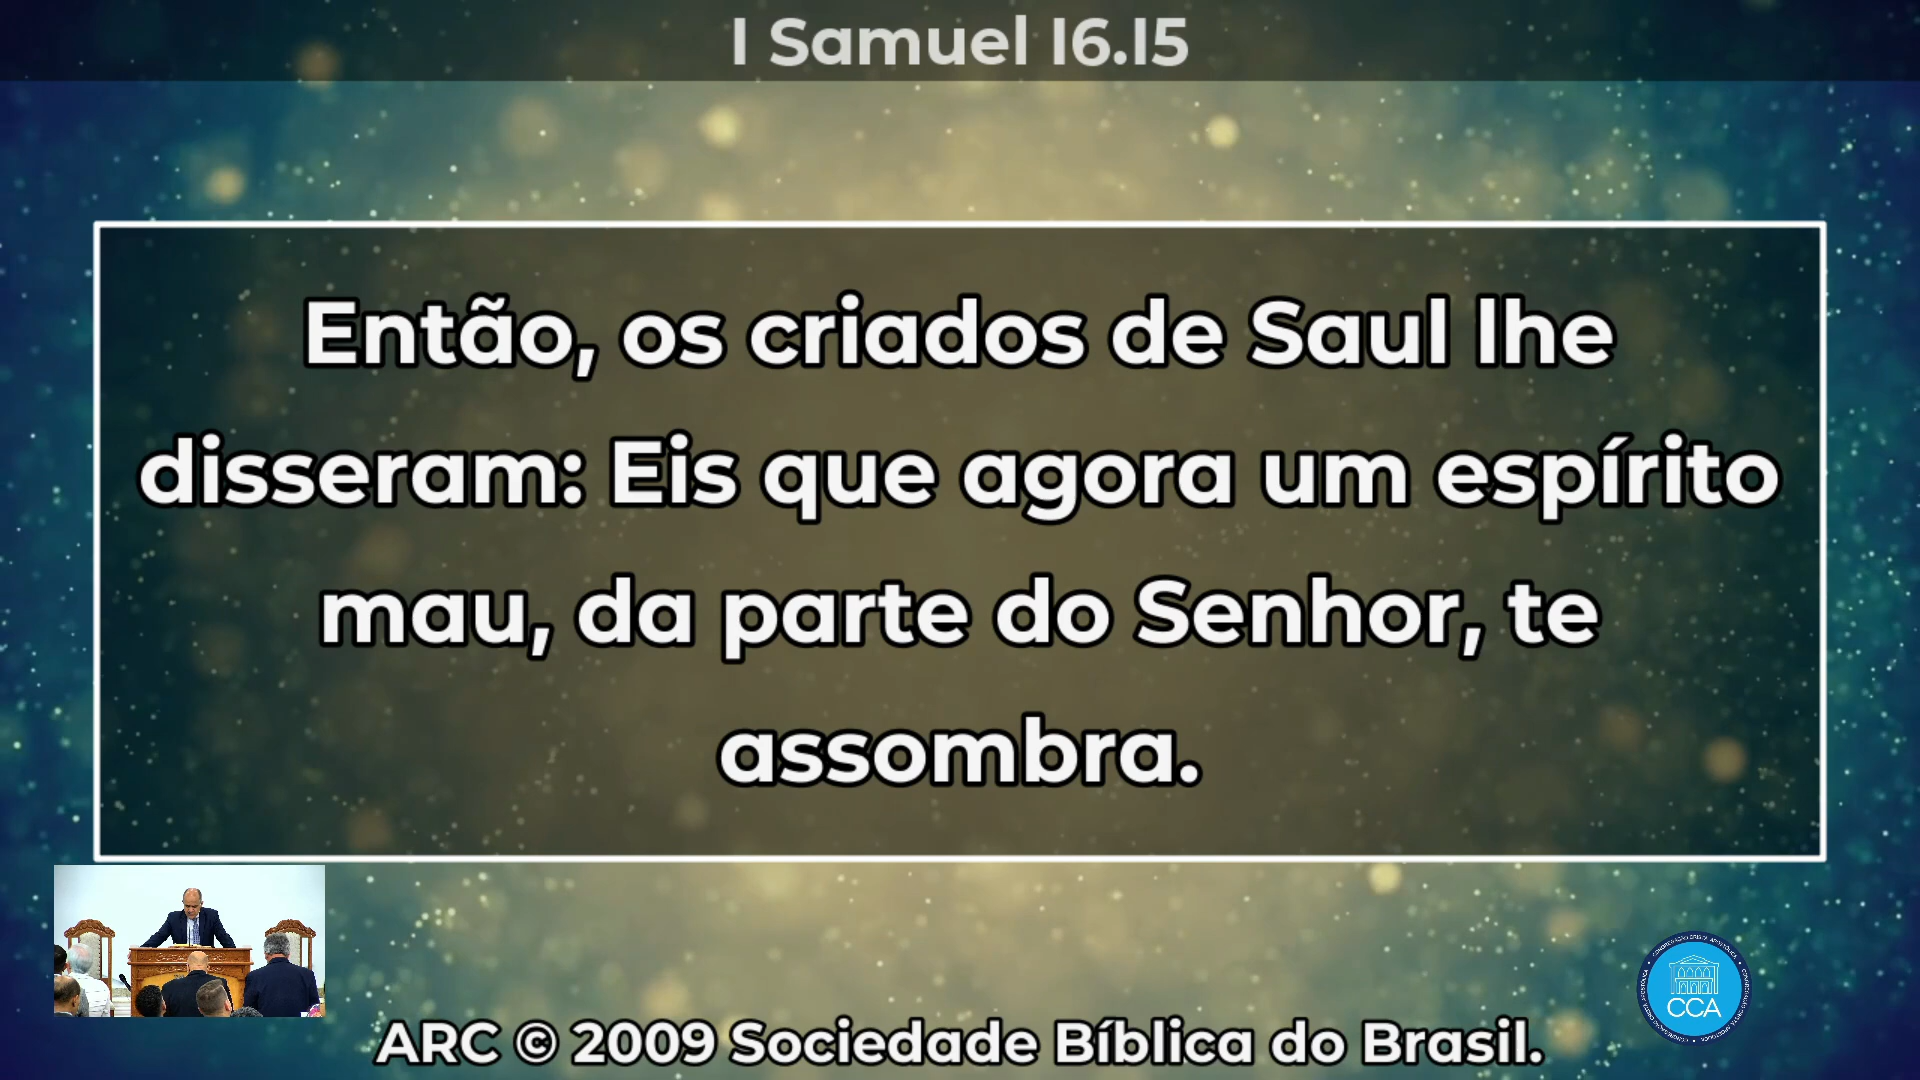 I Samuel 16.15
Então, os criados de Saul lhe
disseram: Eis que agora um espírito
mau, da parte do Senhor, te
assombra.
CCA
ARC © 2009 Sociedade Bíblica do Brasil.